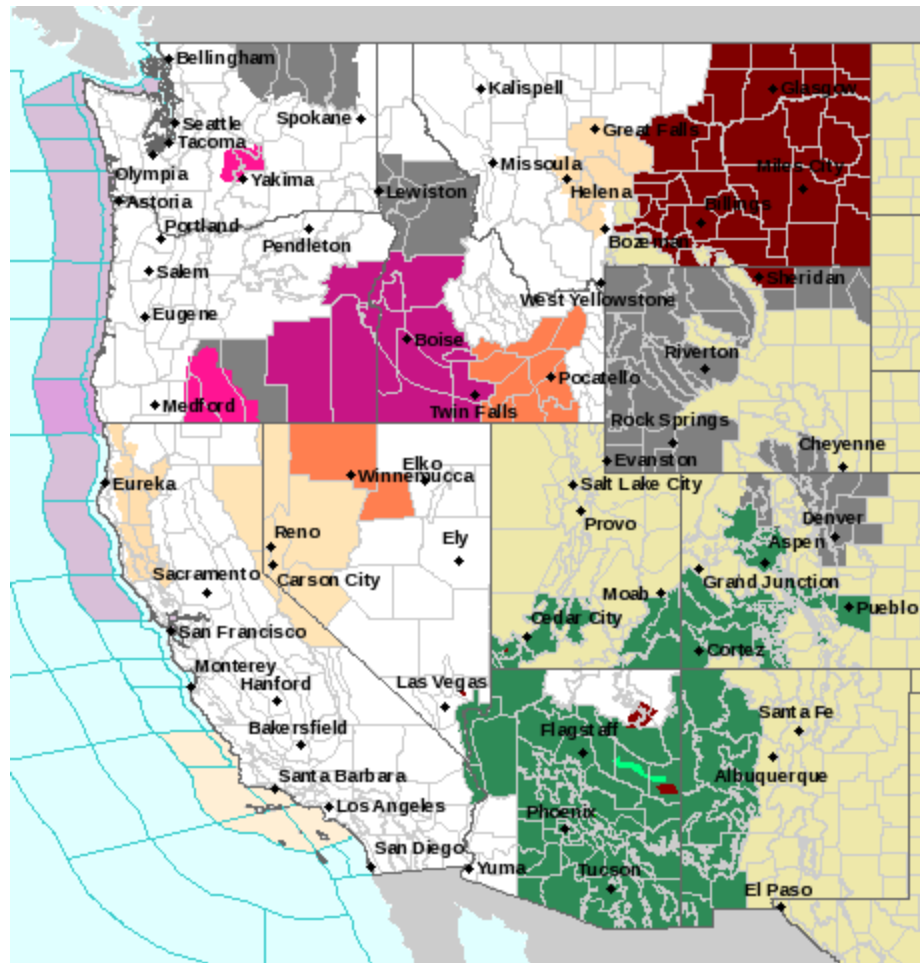 Bellingham
Kalispell
Glasgow
Seattle
Spokane
Great Falls
Tacoma
Olympia
Yakima
Missoula
Miles City
Lewiston
Helena
Astoria
Billings
Portland
Pendleton
Bozeman
Salem
Sheridan
West Yellowstone
Eugene
Boise
Riverton
Pocatello
Medford
Twin Falls
Rock Springs
Cheyenne
Evanston
Elko
Winnemucca
Eureka
Salt Lake City
Provo
Denver
Reno
Ely
Aspen
Sacramento
Carson City
Grand Junction
Moab
Pueblo
Cedar City
San Francisco
Cortez
Monterey
Las Vegas
Hanford
Santa Fe
Bakersfield
Flagstaff
Albuquerque
Santa Barbara
Los Angeles
Phoenix
San Diego
Yuma
Tucson
El Paso